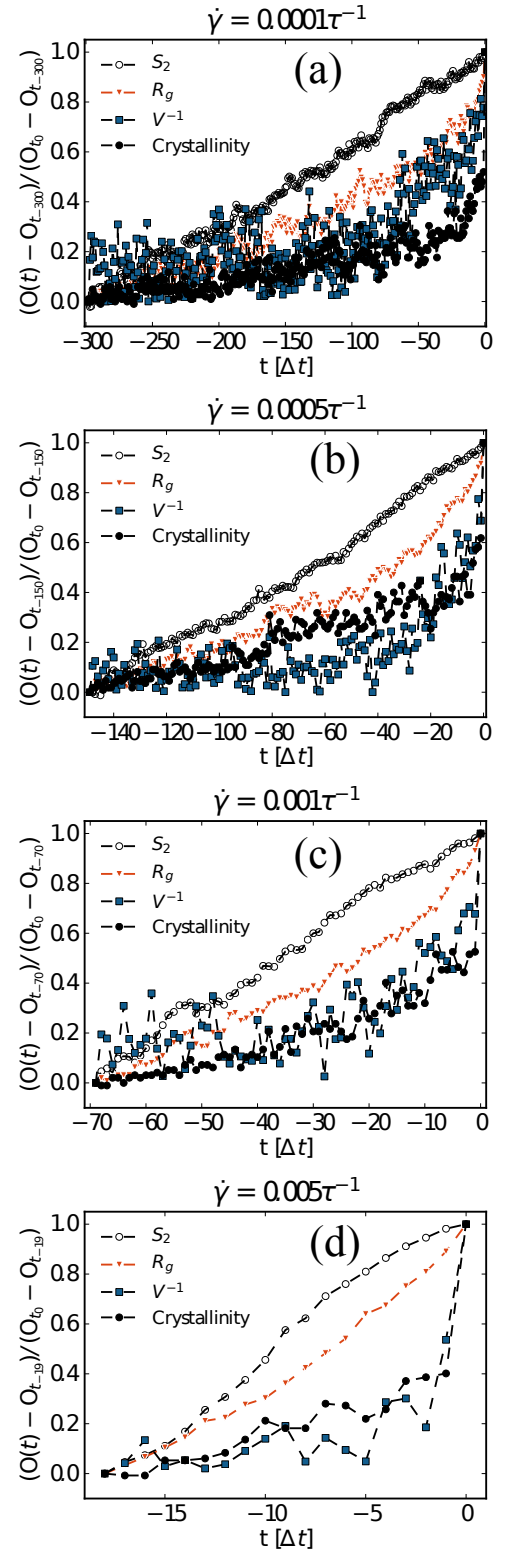 γ̇ = 0.0001τ⁻¹
(a)
S₂
R_g
V⁻¹
Crystallinity
(O(t) − O_{t−300})/(O_{t₀} − O_{t−300})
1.0
0.8
0.6
0.4
0.2
0.0
−300 −250 −200 −150 −100 −50 0
t [Δt]
γ̇ = 0.0005τ⁻¹
(b)
S₂
R_g
V⁻¹
Crystallinity
(O(t) − O_{t−150})/(O_{t₀} − O_{t−150})
1.0
0.8
0.6
0.4
0.2
0.0
−140 −120 −100 −80 −60 −40 −20 0
t [Δt]
γ̇ = 0.001τ⁻¹
(c)
S₂
R_g
V⁻¹
Crystallinity
(O(t) − O_{t−70})/(O_{t₀} − O_{t−70})
1.0
0.8
0.6
0.4
0.2
0.0
−70 −60 −50 −40 −30 −20 −10 0
t [Δt]
γ̇ = 0.005τ⁻¹
(d)
S₂
R_g
V⁻¹
Crystallinity
(O(t) − O_{t−19})/(O_{t₀} − O_{t−19})
1.0
0.8
0.6
0.4
0.2
0.0
−15 −10 −5 0
t [Δt]